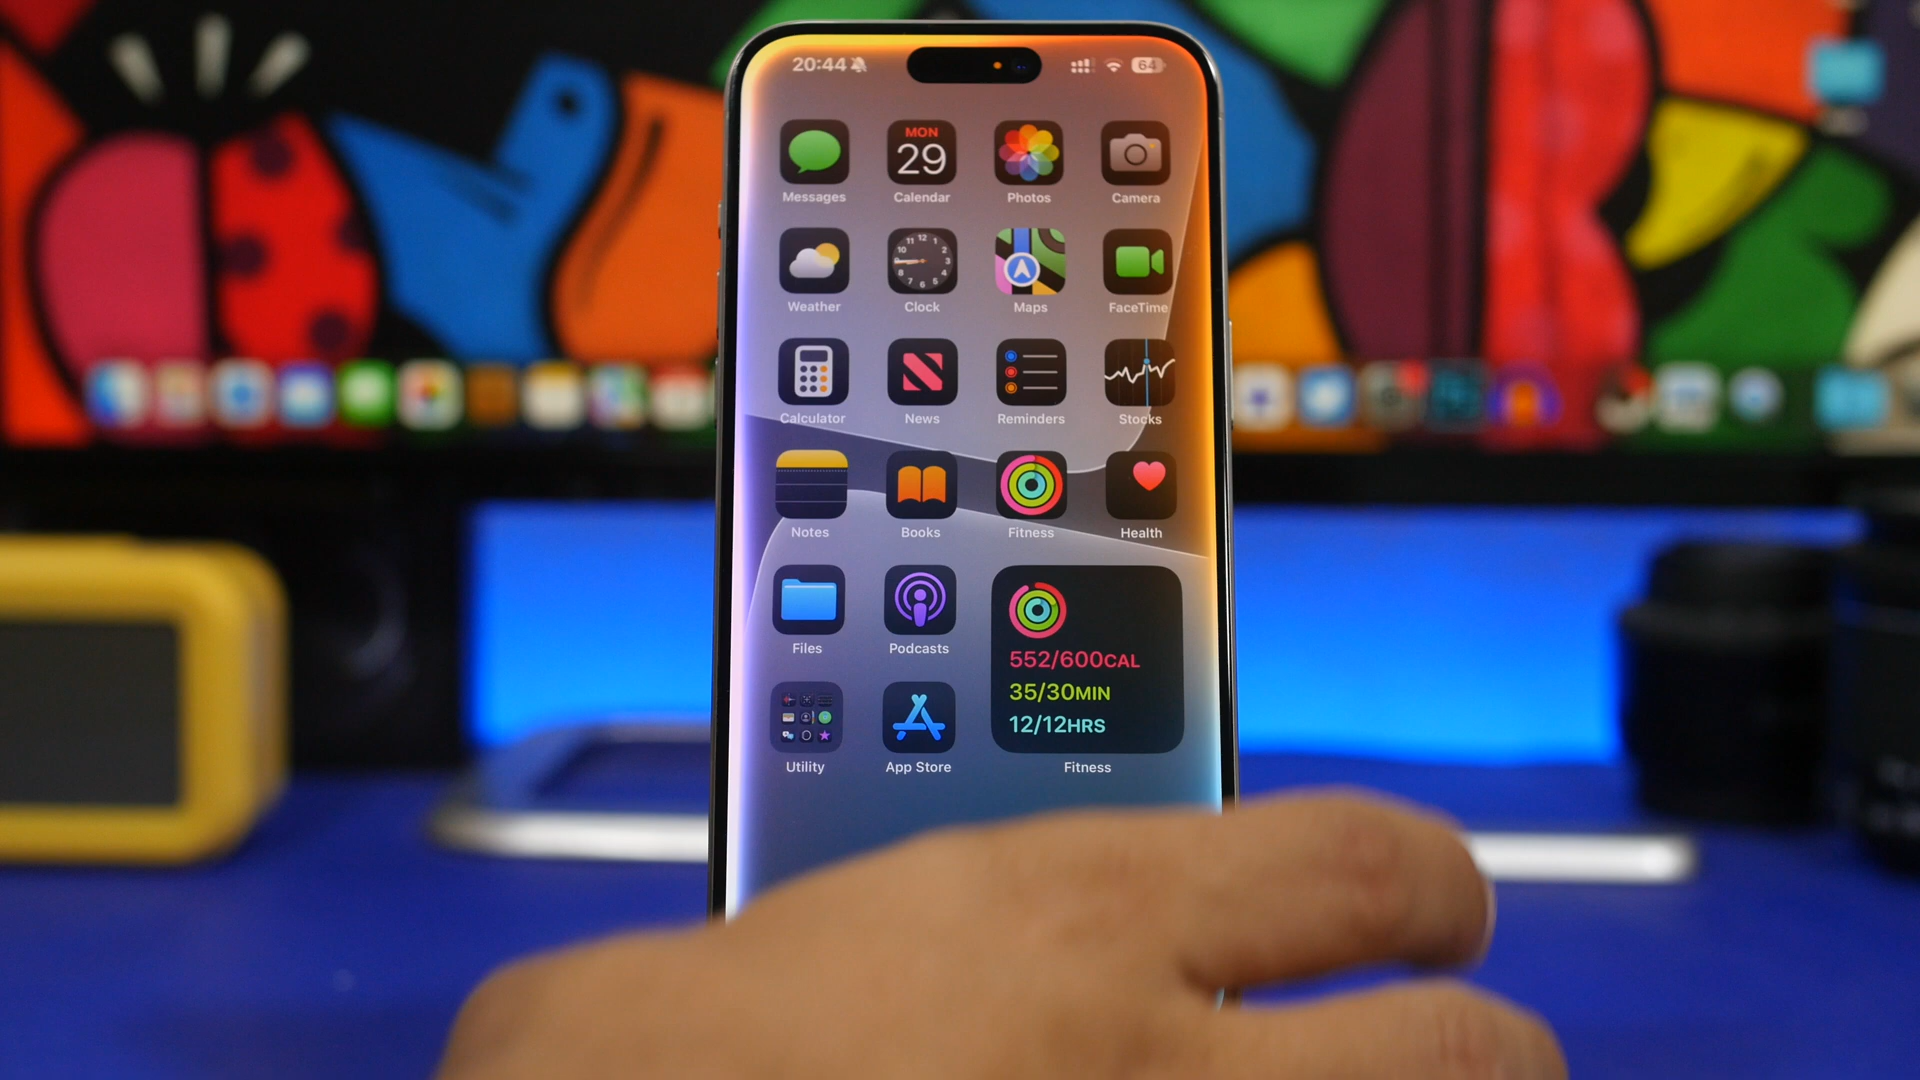 20:44 64
MON
29
Messages Calendar Photos Camera
Weather Clock Maps FaceTime
Calculator News Reminders Stocks
Notes Books Fitness Health
Files Podcasts
552/600CAL
35/30MIN
12/12HRS
Utility App Store Fitness